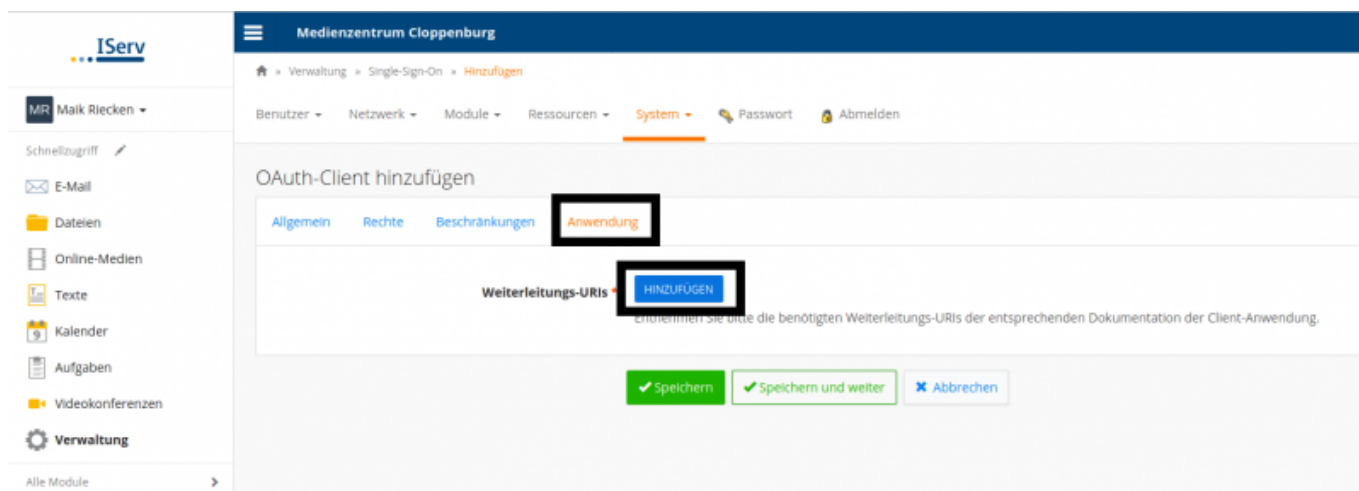 IServ
Medienzentrum Cloppenburg
» Verwaltung » Single-Sign-On » Hinzufügen
MR Maik Riecken
Benutzer Netzwerk Module Ressourcen System Passwort Abmelden
Schnellzugriff
E-Mail
Dateien
Online-Medien
Texte
Kalender
9
Aufgaben
Videokonferenzen
Verwaltung
Alle Module
OAuth-Client hinzufügen
Allgemein Rechte Beschränkungen Anwendung
Weiterleitungs-URIs * HINZUFÜGEN
Entnehmen Sie bitte die benötigten Weiterleitungs-URIs der entsprechenden Dokumentation der Client-Anwendung.
Speichern Speichern und weiter Abbrechen